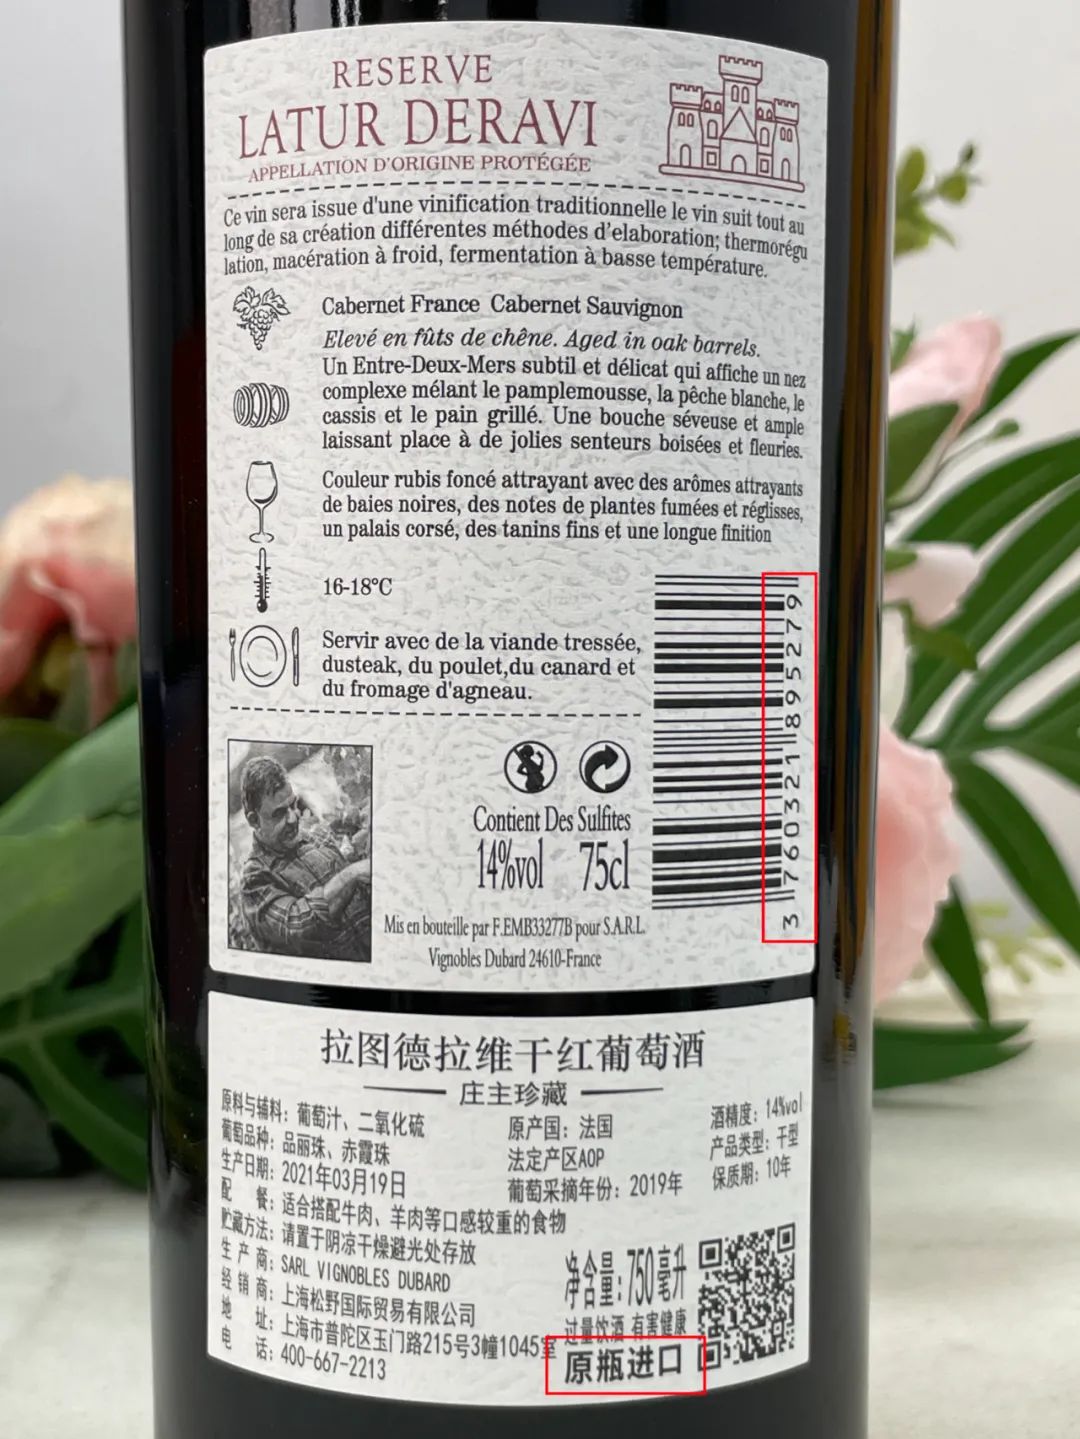 RESERVE
LATUR DERAVI
APPELLATION D'ORIGINE PROTÉGÉE
Ce vin sera issue d'une vinification traditionnelle le vin suit tout au
long de sa création différentes méthodes d'elaboration; thermorégu
lation, macération à froid, fermentation à basse température.
Cabernet France Cabernet Sauvignon
Elevé en fûts de chêne. Aged in oak barrels.
Un Entre-Deux-Mers subtil et délicat qui affiche un nez
complexe mélant le pamplemousse, la pêche blanche, le
cassis et le pain grillé. Une bouche séveuse et ample
laissant place à de jolies senteurs boisées et fleuries.
Couleur rubis foncé attrayant avec des arômes attrayants
de baies noires, des notes de plantes fumées et réglisses,
un palais corsé, des tanins fins et une longue finition
16-18°C
Servir avec de la viande tressée,
dusteak, du poulet,du canard et
du fromage d'agneau.
3 760321 895279
Contient Des Sulfites
14%vol 75cl
Mis en bouteille par F.EMB33277B pour S.A.R.L.
Vignobles Dubard 24610-France
拉图德拉维干红葡萄酒
庄主珍藏
原料与辅料：葡萄汁、二氧化硫
葡萄品种：品丽珠、赤霞珠
生产日期：2021年03月19日
原产国：法国
法定产区AOP
葡萄采摘年份：2019年
酒精度：14%vol
产品类型：干型
保质期：10年
配餐：适合搭配牛肉、羊肉等口感较重的食物
贮藏方法：请置于阴凉干燥避光处存放
生产商：SARL VIGNOBLES DUBARD
经销商：上海松野国际贸易有限公司
地址：上海市普陀区玉门路215号3幢1045室
电话：400-667-2213
净含量：750毫升
过量饮酒 有害健康
原瓶进口